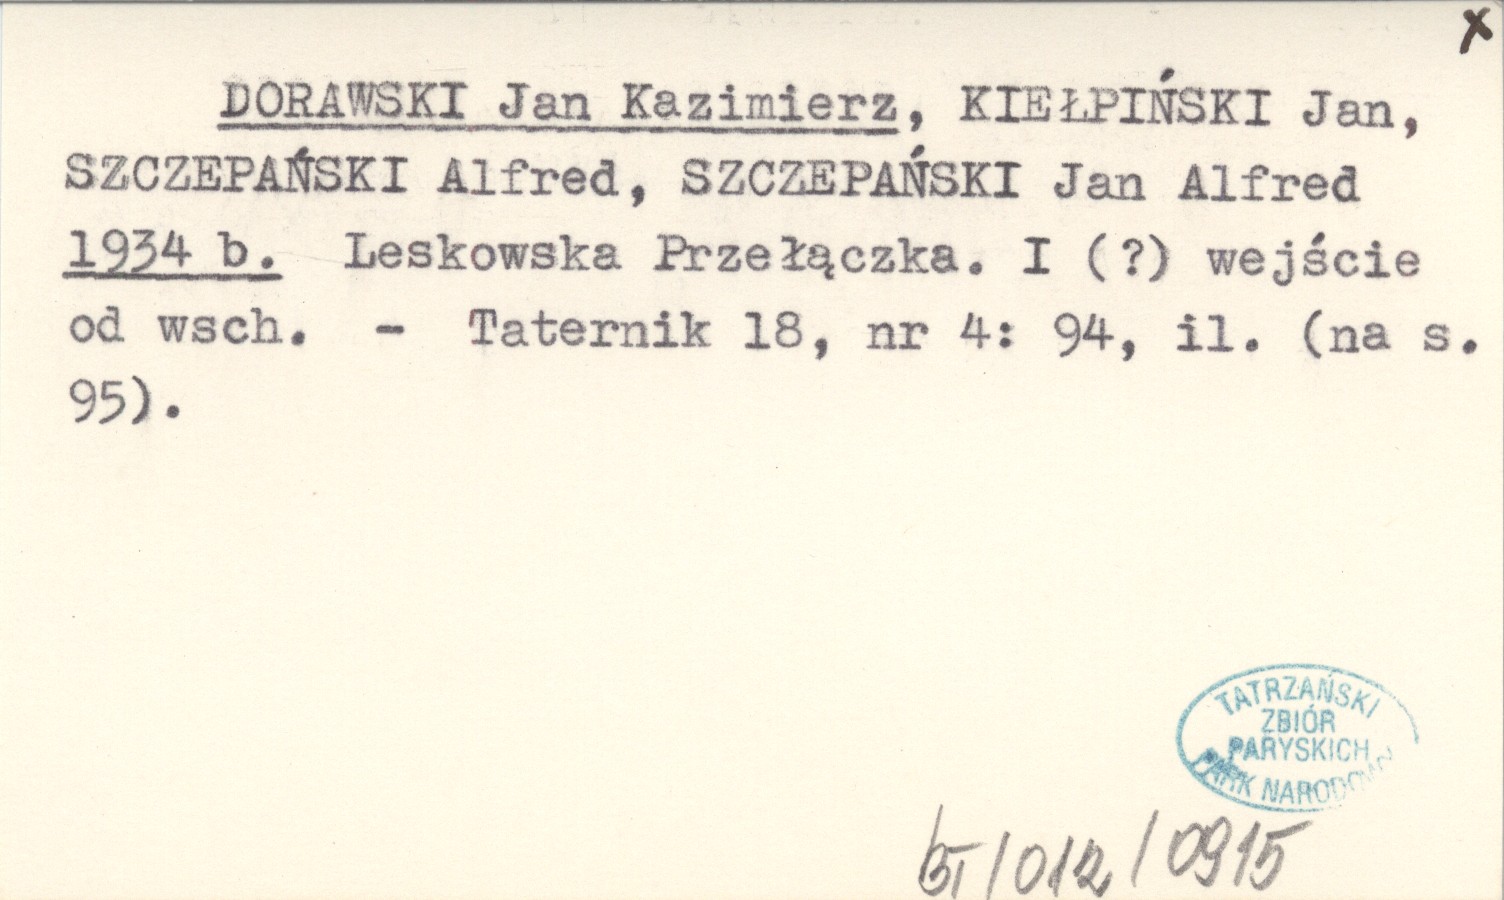 x
DORAWSKI Jan Kazimierz, KIEŁPIŃSKI Jan,
SZCZEPAŃSKI Alfred, SZCZEPAŃSKI Jan Alfred
1934 b. Leskowska Przełączka. I (?) wejście
od wsch. - Taternik 18, nr 4: 94, il. (na s.
95).
TATRZAŃSKI
ZBIÓR
PARYSKICH
PARK NARODOWY
BT/012/0915